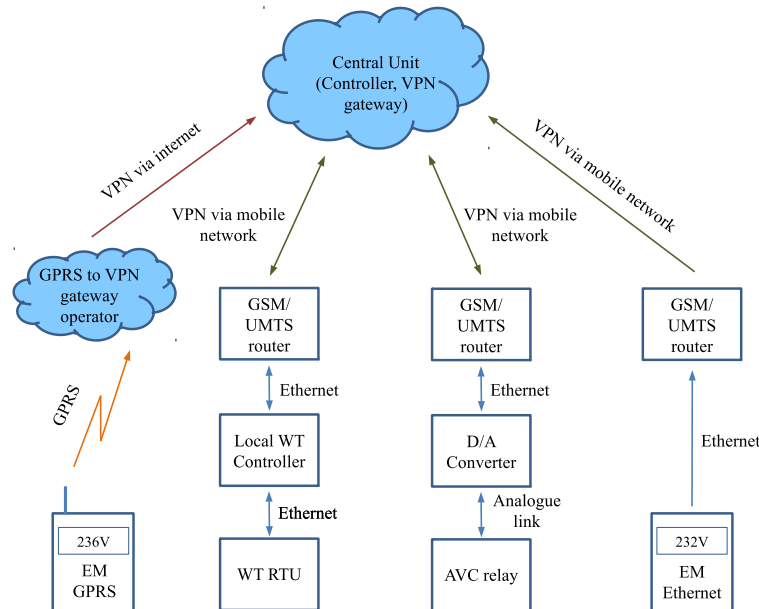 Central Unit
(Controller, VPN
gateway)
VPN via internet
VPN via mobile
network
VPN via mobile
network
VPN via mobile network
GPRS to VPN
gateway
operator
GSM/
UMTS
router
GSM/
UMTS
router
GSM/
UMTS
router
GPRS
Ethernet
Ethernet
Ethernet
Local WT
Controller
D/A
Converter
Ethernet
Analogue
link
236V
EM
GPRS
WT RTU
AVC relay
232V
EM
Ethernet